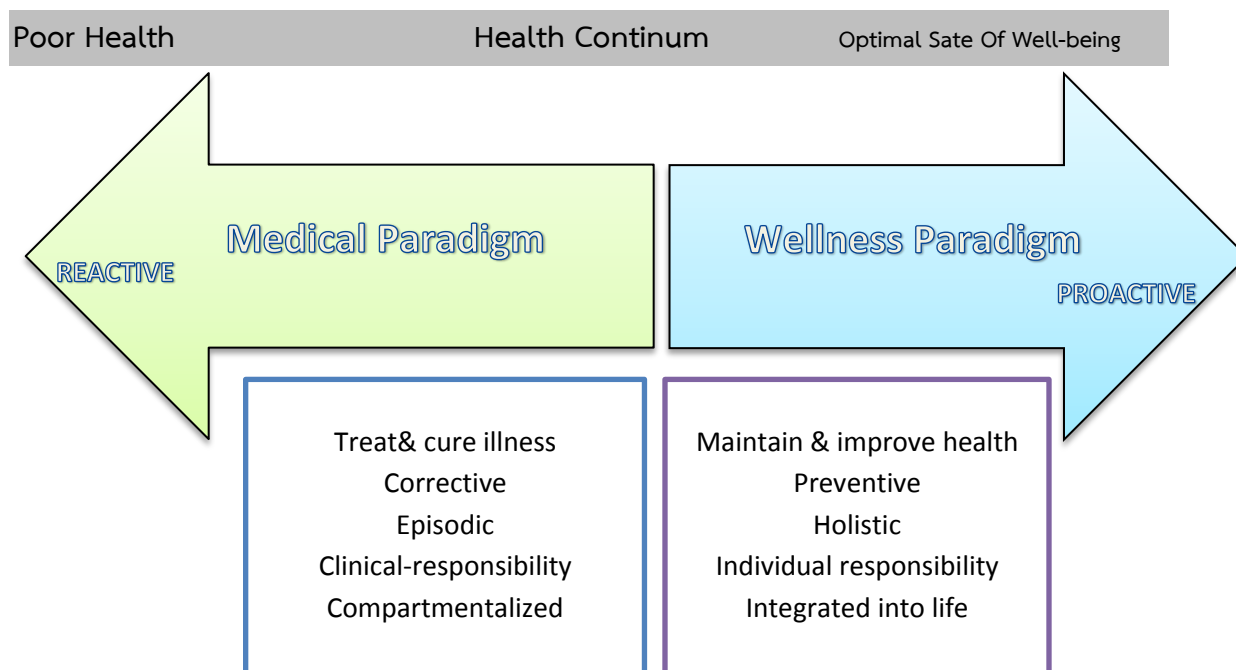 Poor Health Health Continum Optimal Sate Of Well-being
Medical Paradigm
REACTIVE
Wellness Paradigm
PROACTIVE
Treat& cure illness
Corrective
Episodic
Clinical-responsibility
Compartmentalized
Maintain & improve health
Preventive
Holistic
Individual responsibility
Integrated into life